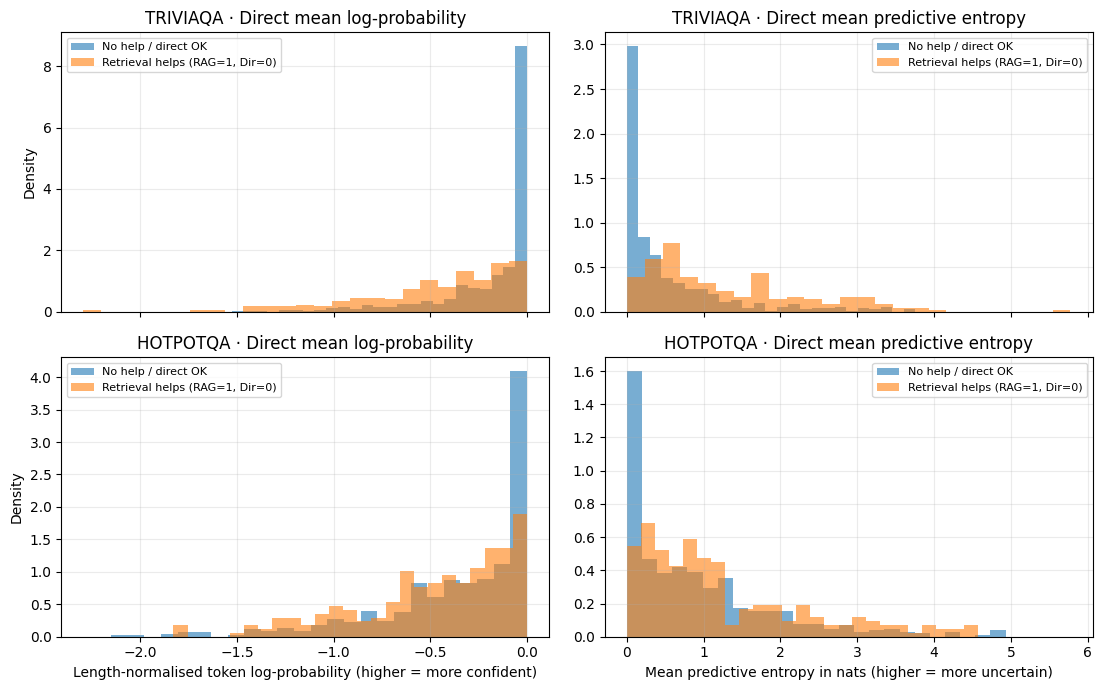 TRIVIAQA · Direct mean log-probability
No help / direct OK
Retrieval helps (RAG=1, Dir=0)
Density
8
6
4
2
0
TRIVIAQA · Direct mean predictive entropy
No help / direct OK
Retrieval helps (RAG=1, Dir=0)
3.0
2.5
2.0
1.5
1.0
0.5
0.0
HOTPOTQA · Direct mean log-probability
No help / direct OK
Retrieval helps (RAG=1, Dir=0)
Density
4.0
3.5
3.0
2.5
2.0
1.5
1.0
0.5
0.0
−2.0 −1.5 −1.0 −0.5 0.0
Length-normalised token log-probability (higher = more confident)
HOTPOTQA · Direct mean predictive entropy
No help / direct OK
Retrieval helps (RAG=1, Dir=0)
1.6
1.4
1.2
1.0
0.8
0.6
0.4
0.2
0.0
0 1 2 3 4 5 6
Mean predictive entropy in nats (higher = more uncertain)